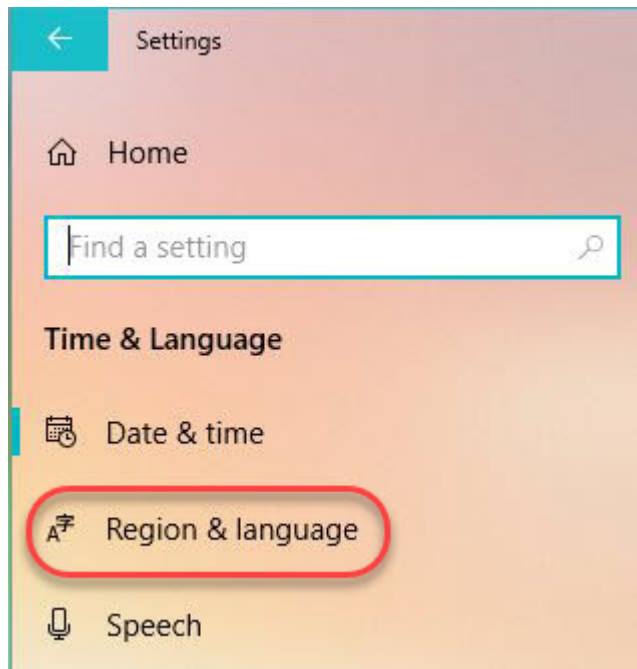 Settings
Home
Find a setting
Time & Language
Date & time
Region & language
Speech